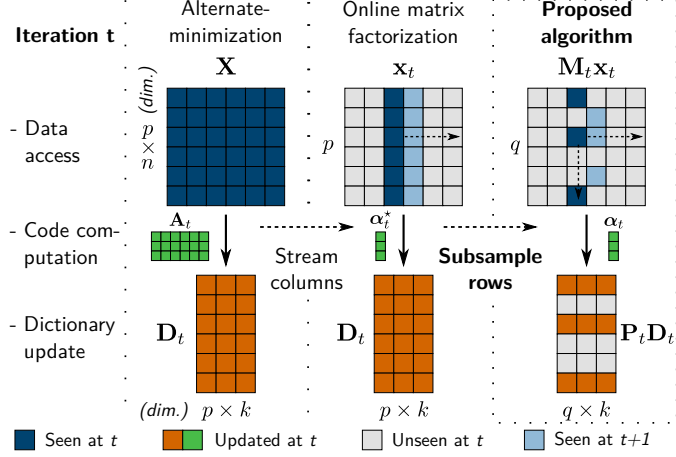 Iteration t
Alternate-
minimization
Online matrix
factorization
Proposed
algorithm
X
x_t
M_t x_t
- Data
access
(dim.)
p × n
p
q
- Code com-
putation
A_t
α_t^⋆
α_t
Stream
columns
Subsample
rows
- Dictionary
update
D_t
D_t
P_t D_t
(dim.) p × k
p × k
q × k
Seen at t
Updated at t
Unseen at t
Seen at t+1